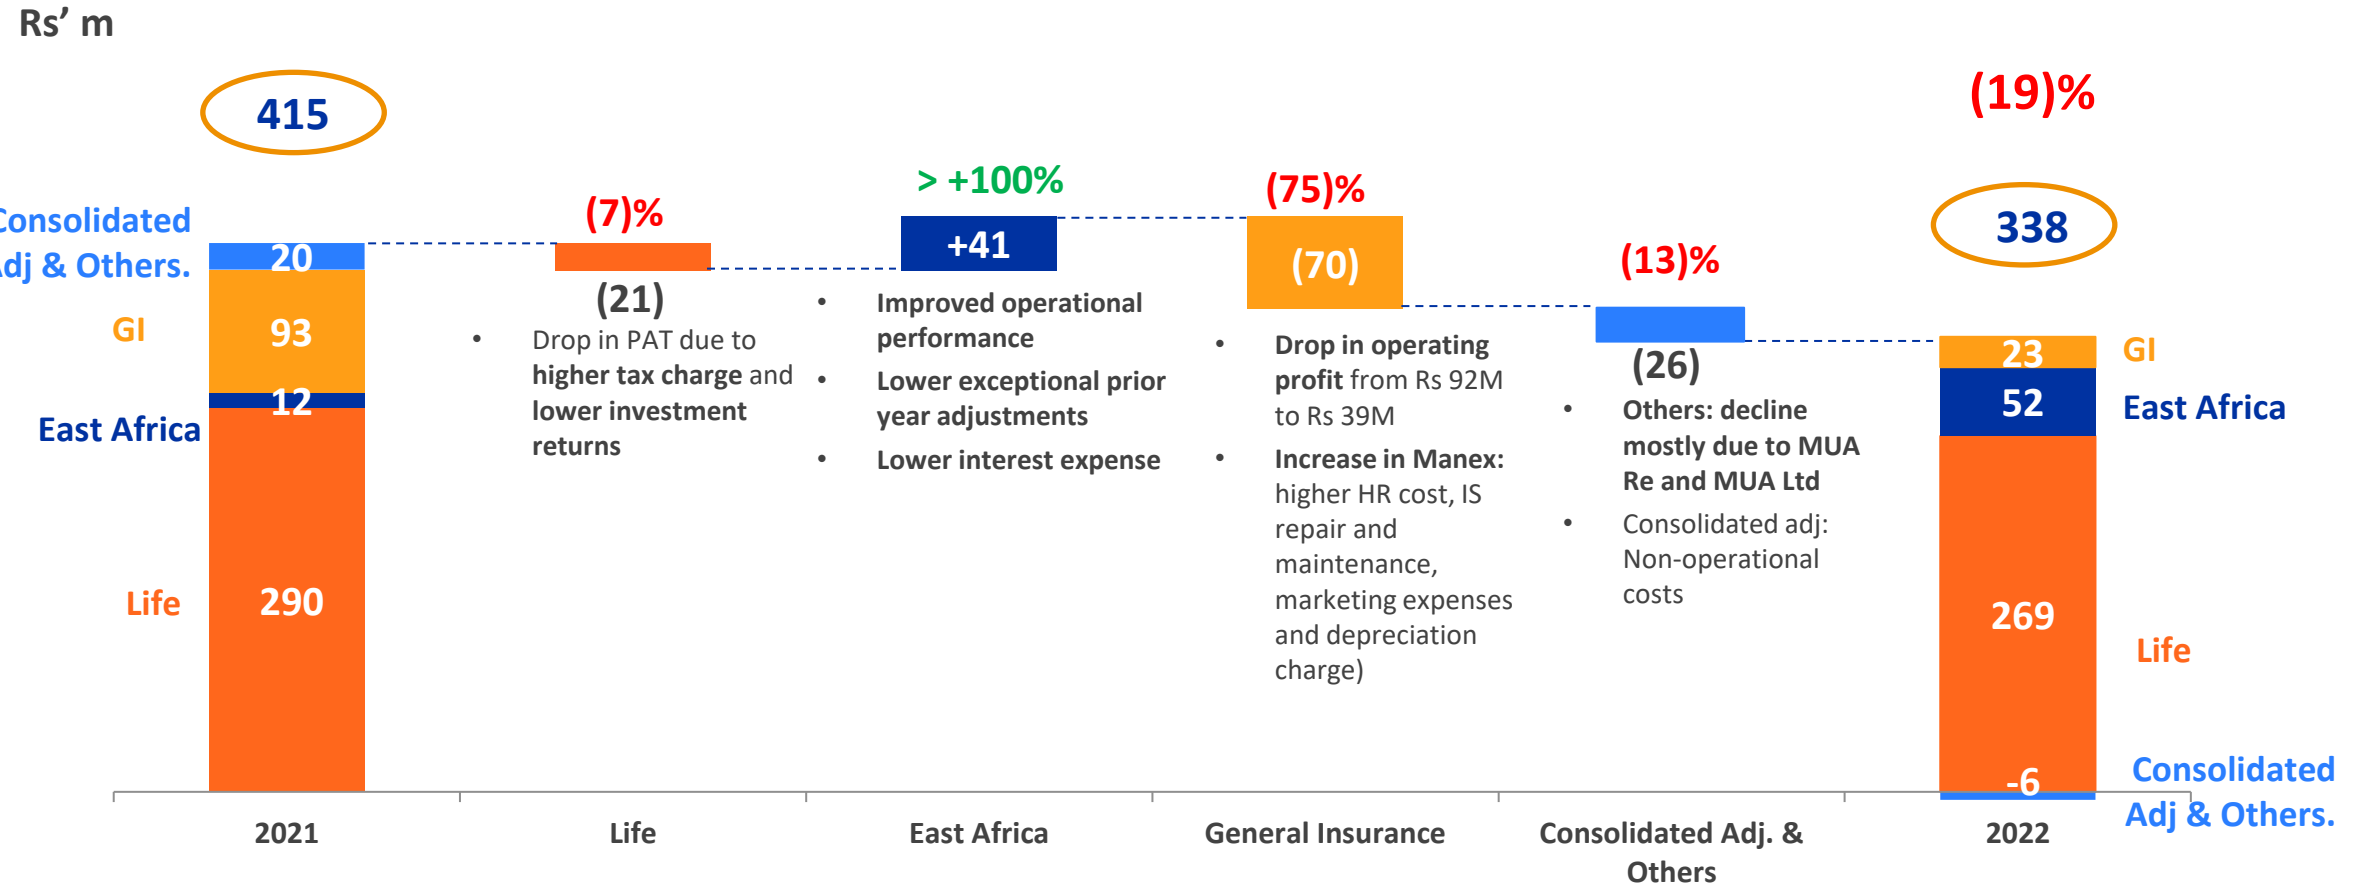 Rs’ m
415
Consolidated
Adj & Others.
20
GI
93
East Africa
12
Life
290
(7)%
(21)
• Drop in PAT due to
higher tax charge and
lower investment
returns
> +100%
+41
• Improved operational
performance
• Lower exceptional prior
year adjustments
• Lower interest expense
(75)%
(70)
• Drop in operating
profit from Rs 92M
to Rs 39M
• Increase in Manex:
higher HR cost, IS
repair and
maintenance,
marketing expenses
and depreciation
charge)
(13)%
(26)
• Others: decline
mostly due to MUA
Re and MUA Ltd
• Consolidated adj:
Non-operational
costs
(19)%
338
23
GI
52
East Africa
269
Life
-6
Consolidated
Adj & Others.
2021
Life
East Africa
General Insurance
Consolidated Adj. &
Others
2022